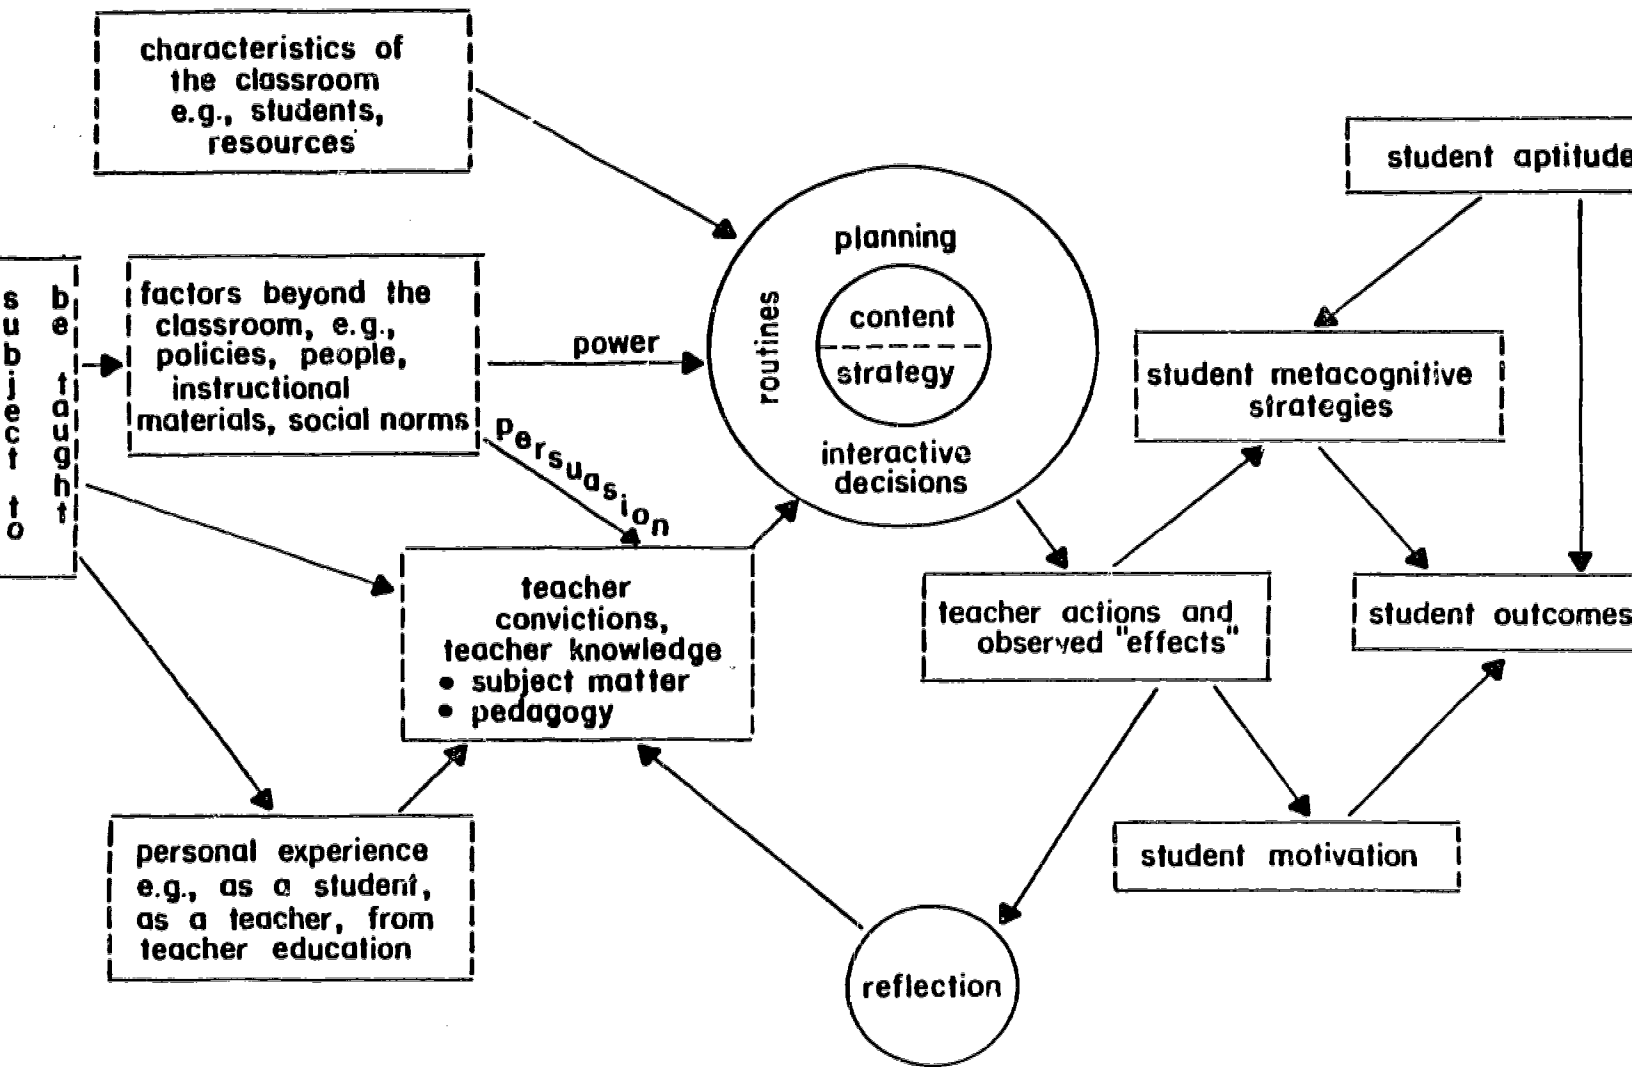 characteristics of
the classroom
e.g., students,
resources
student aptitude
planning
routines
content
strategy
interactive
decisions
subject to
be taught
factors beyond the
classroom, e.g.,
policies, people,
instructional
materials, social norms
power
persuasion
student metacognitive
strategies
teacher
convictions,
teacher knowledge
• subject matter
• pedagogy
teacher actions and
observed "effects"
student outcomes
personal experience
e.g., as a student,
as a teacher, from
teacher education
student motivation
reflection